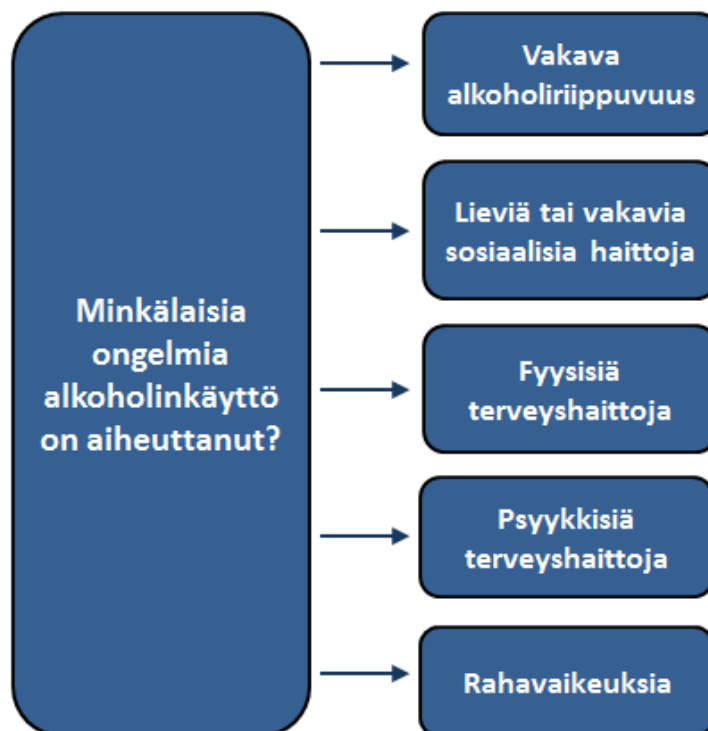 Minkälaisia
ongelmia
alkoholinkäyttö
on aiheuttanut?
Vakava
alkoholiriippuvuus
Lieviä tai vakavia
sosiaalisia haittoja
Fyysisiä
terveyshaittoja
Psyykkisiä
terveyshaittoja
Rahavaikeuksia